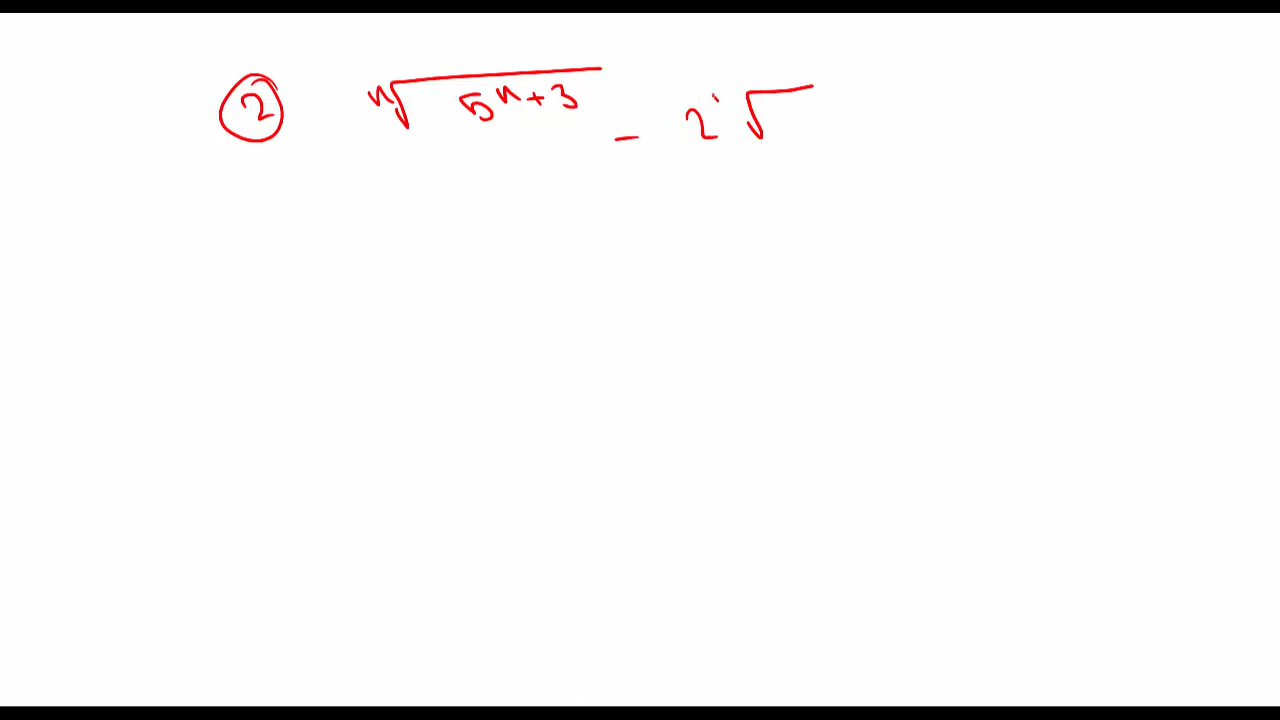 ② ⁿ√(5ⁿ⁺³) - 2 √